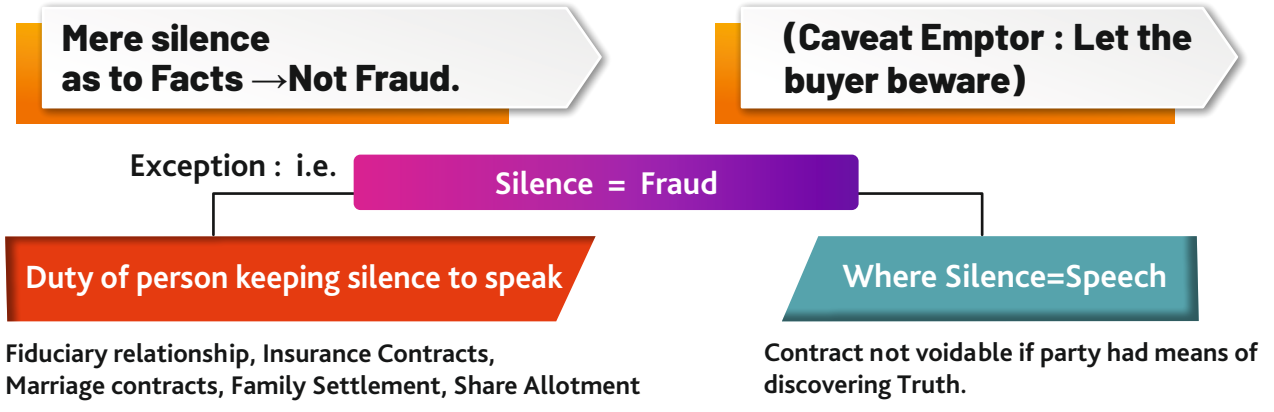 Mere silence
as to Facts →Not Fraud.
(Caveat Emptor : Let the
buyer beware)
Exception : i.e.
Silence = Fraud
Duty of person keeping silence to speak
Where Silence=Speech
Fiduciary relationship, Insurance Contracts,
Marriage contracts, Family Settlement, Share Allotment
Contract not voidable if party had means of
discovering Truth.